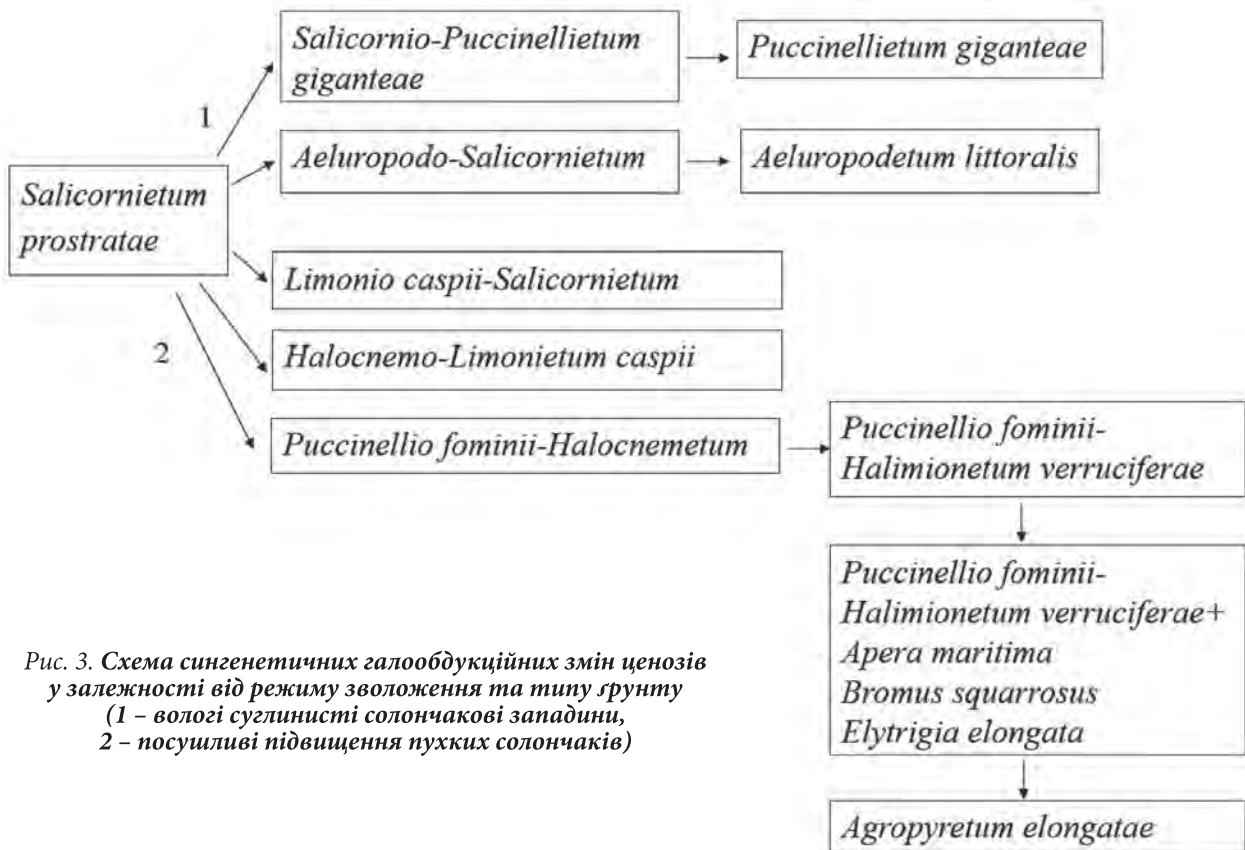 Salicornio-Puccinellietum
giganteae
Puccinellietum giganteae
1
Aeluropodo-Salicornietum
Aeluropodetum littoralis
Salicornietum
prostratae
Limonio caspii-Salicornietum
2
Halocnemo-Limonietum caspii
Puccinellio fominii-Halocnemetum
Puccinellio fominii-
Halimionetum verruciferae
Puccinellio fominii-
Halimionetum verruciferae+
Apera maritima
Bromus squarrosus
Elytrigia elongata
Agropyretum elongatae
Рис. 3. Схема сингенетичних галообдукційних змін ценозів
у залежності від режиму зволоження та типу ґрунту
(1 – вологі суглинисті солончакові западини,
2 – посушливі підвищення пухких солончаків)